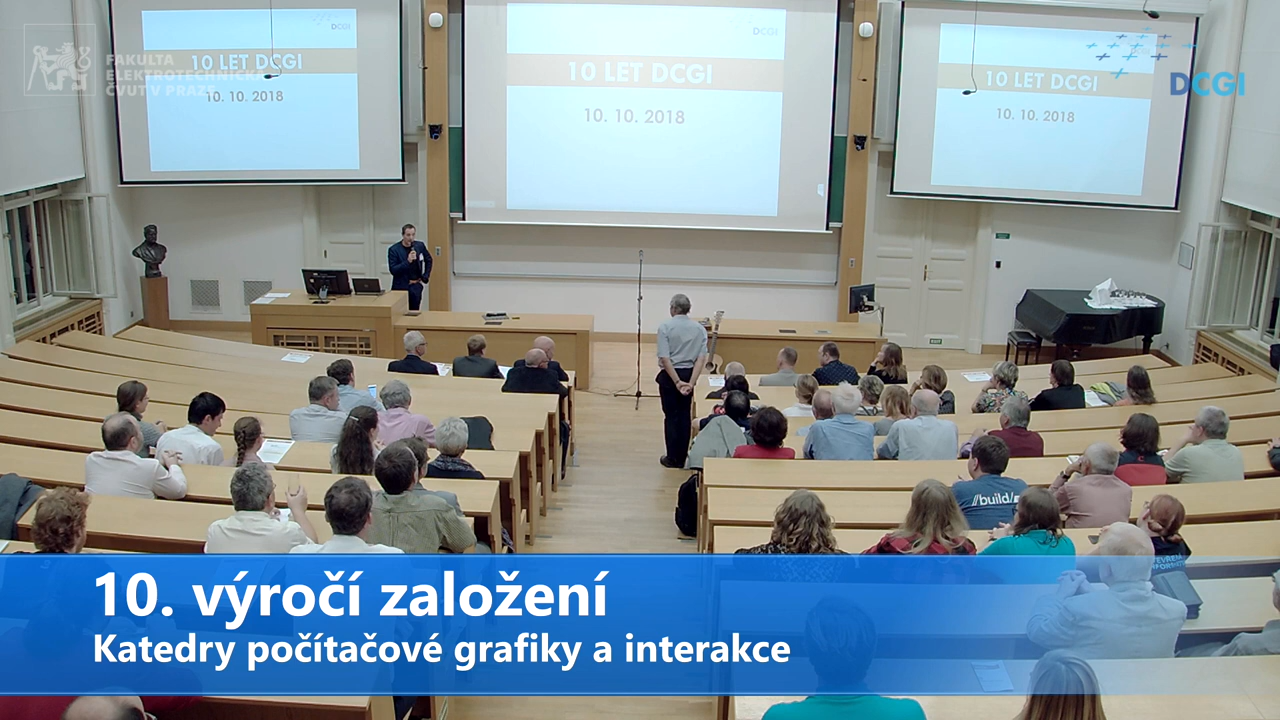 FAKULTA
ELEKTROTECHNICKÁ
ČVUT V PRAZE
10 LET DCGI
10. 10. 2018
DCGI
10 LET DCGI
10. 10. 2018
10 LET DCGI
10. 10. 2018
DCGI
//build/
10. výročí založení
Katedry počítačové grafiky a interakce